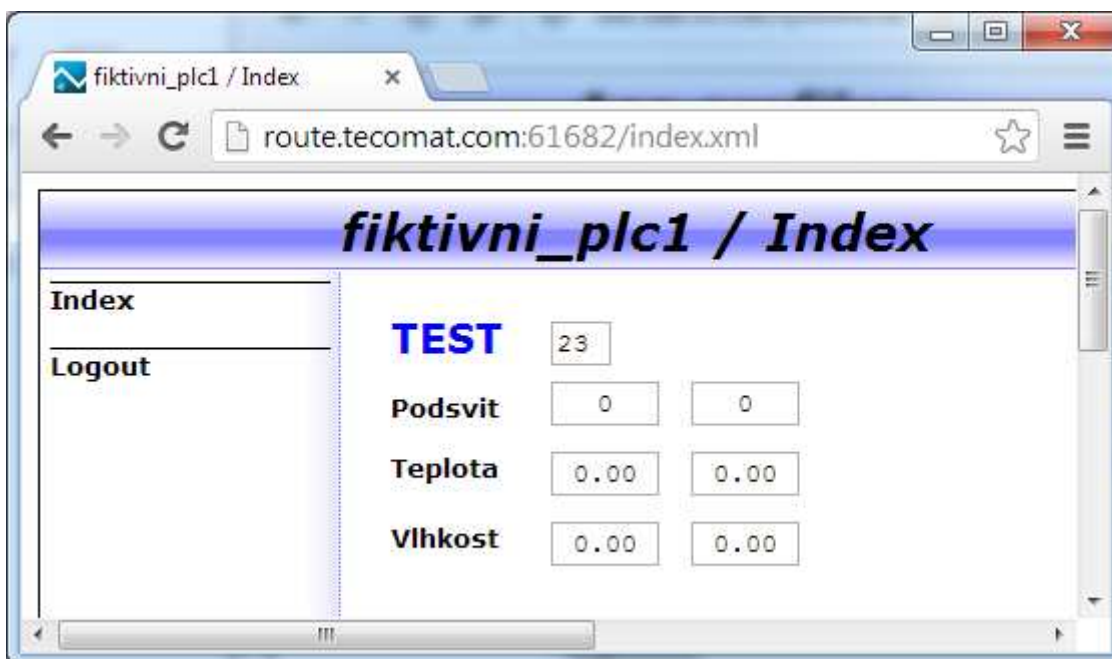 fiktivni_plc1 / Index
route.tecomat.com:61682/index.xml
fiktivni_plc1 / Index
Index
Logout
TEST 23
Podsvit 0 0
Teplota 0.00 0.00
Vlhkost 0.00 0.00